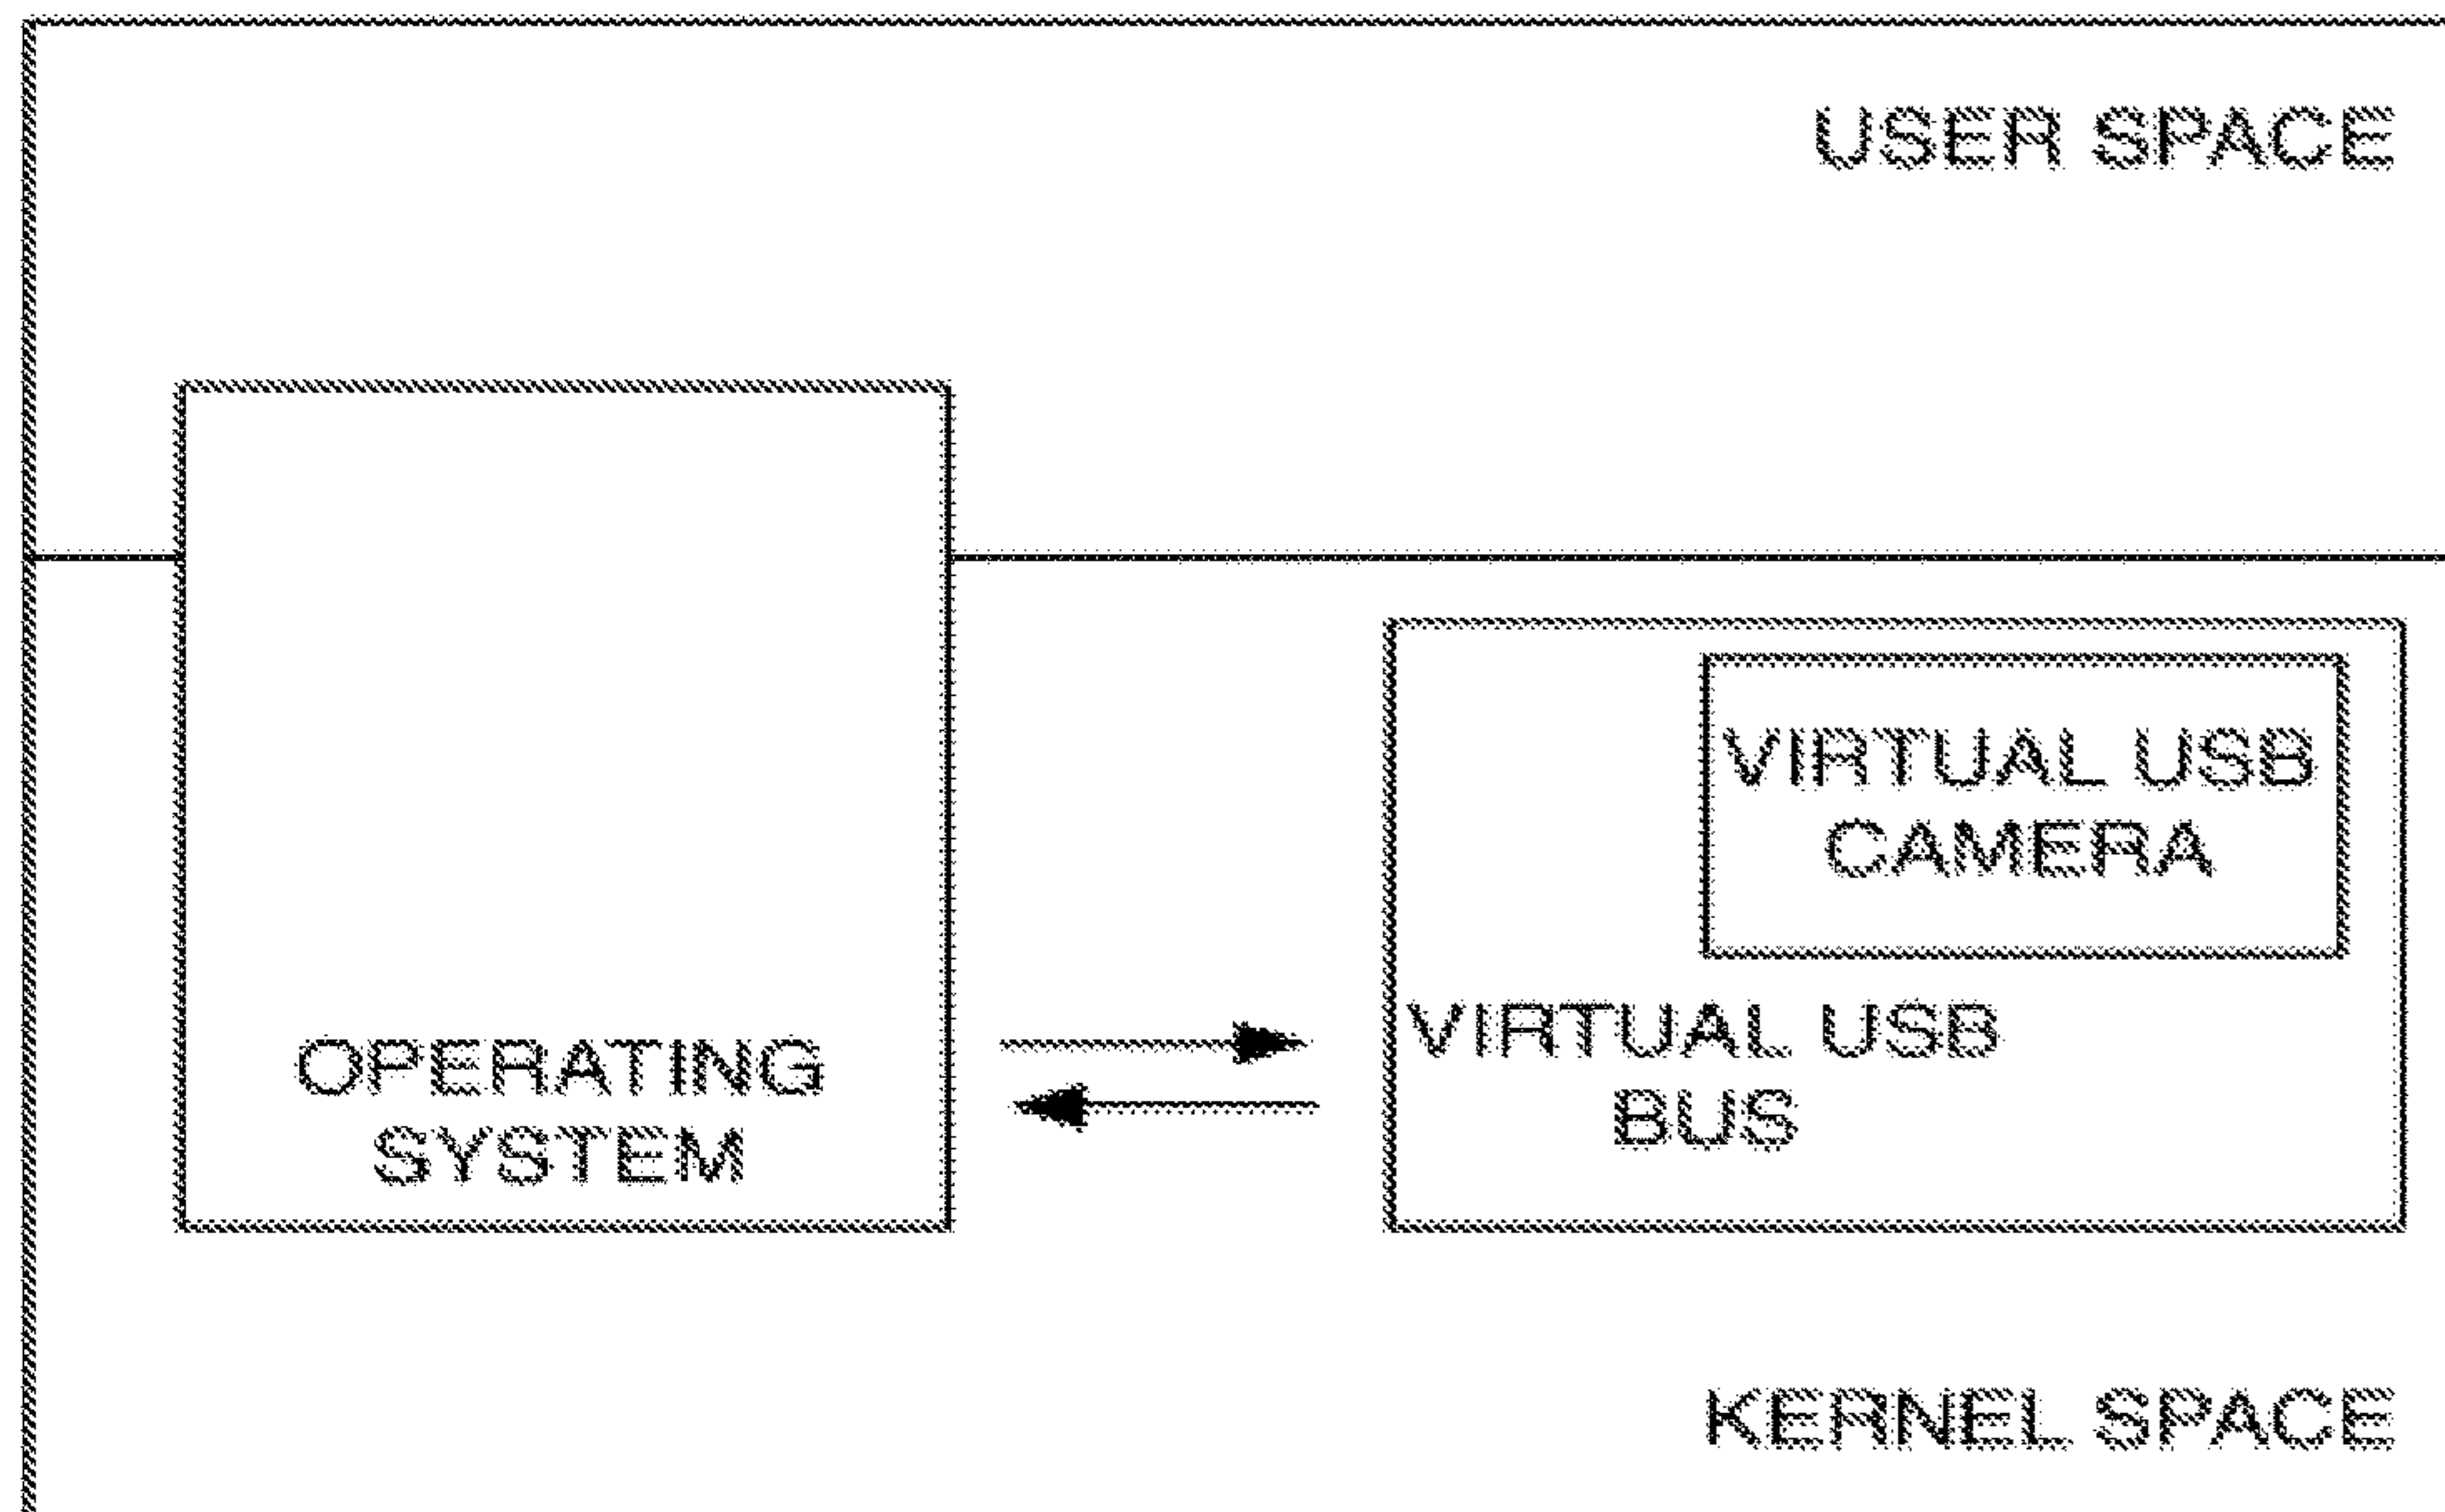 USER SPACE
VIRTUAL USB
CAMERA
VIRTUAL USB
BUS
OPERATING
SYSTEM
KERNEL SPACE